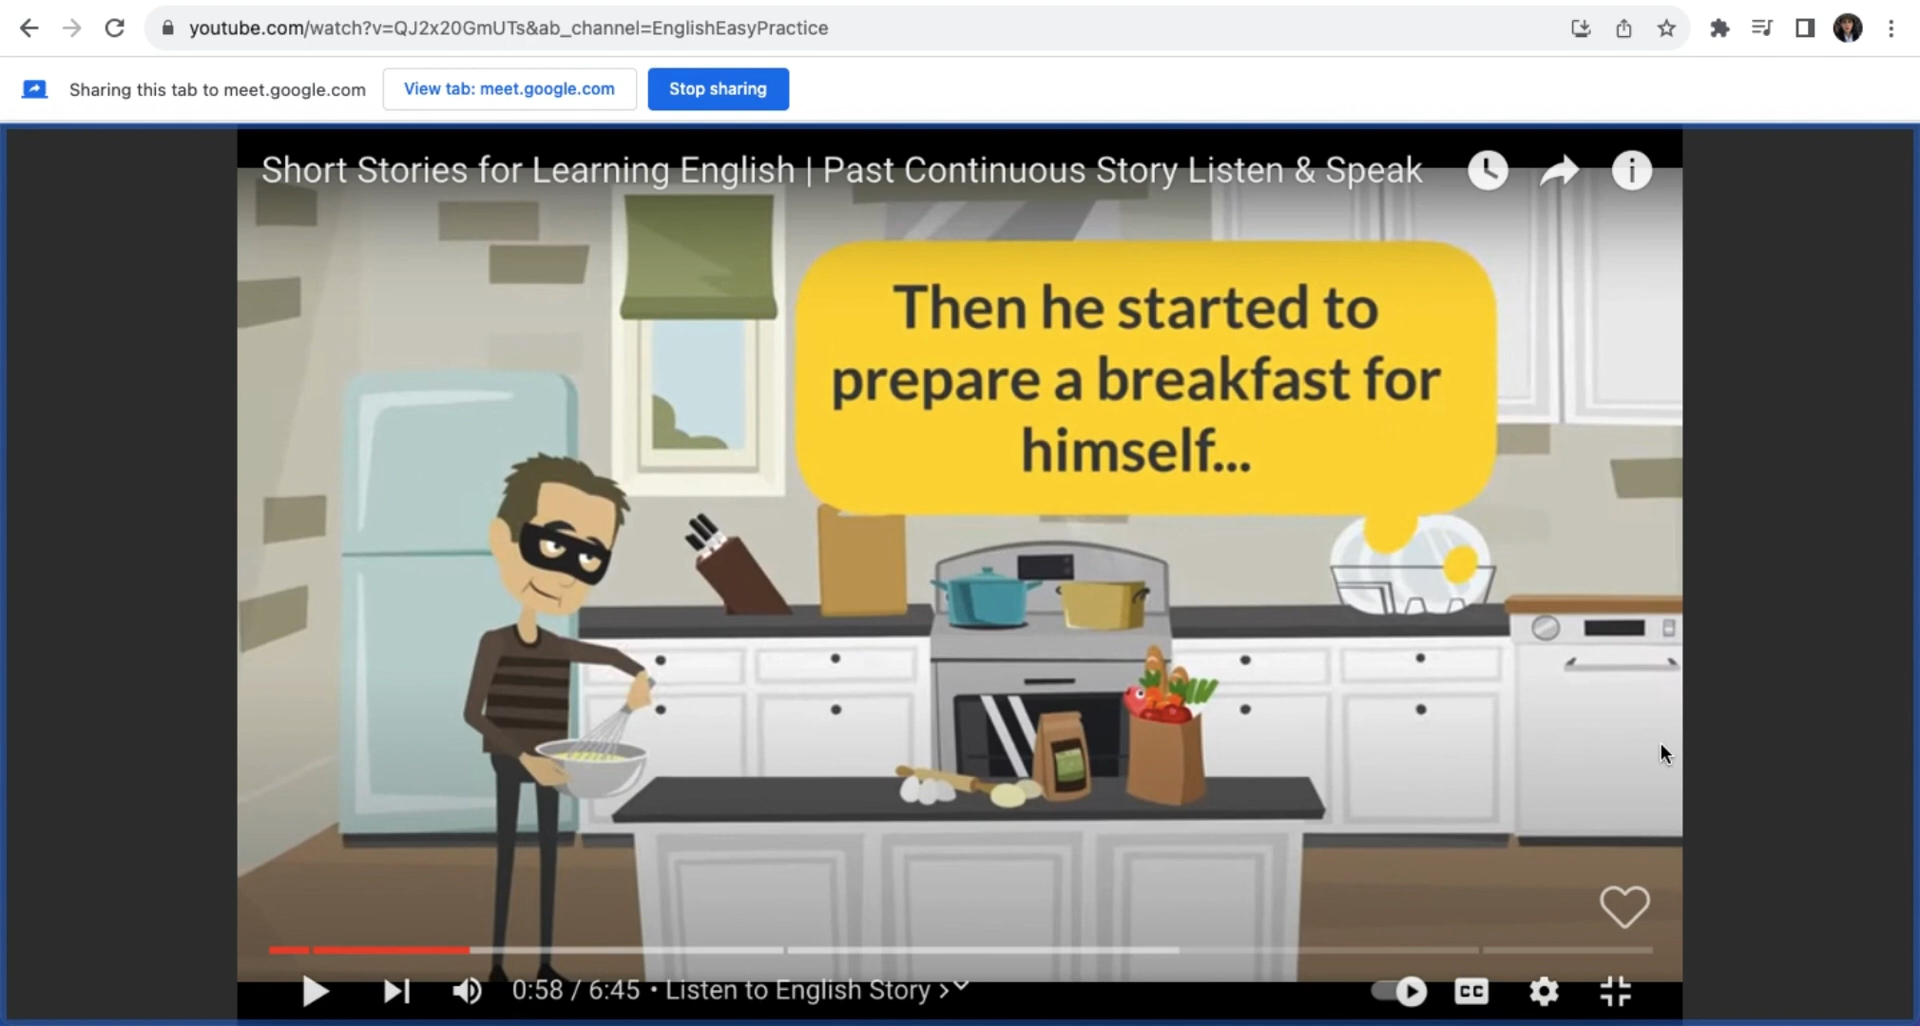 youtube.com/watch?v=QJ2x20GmUTs&ab_channel=EnglishEasyPractice
Sharing this tab to meet.google.com
View tab: meet.google.com
Stop sharing
Short Stories for Learning English | Past Continuous Story Listen & Speak
Then he started to
prepare a breakfast for
himself...
0:58 / 6:45 • Listen to English Story
CC